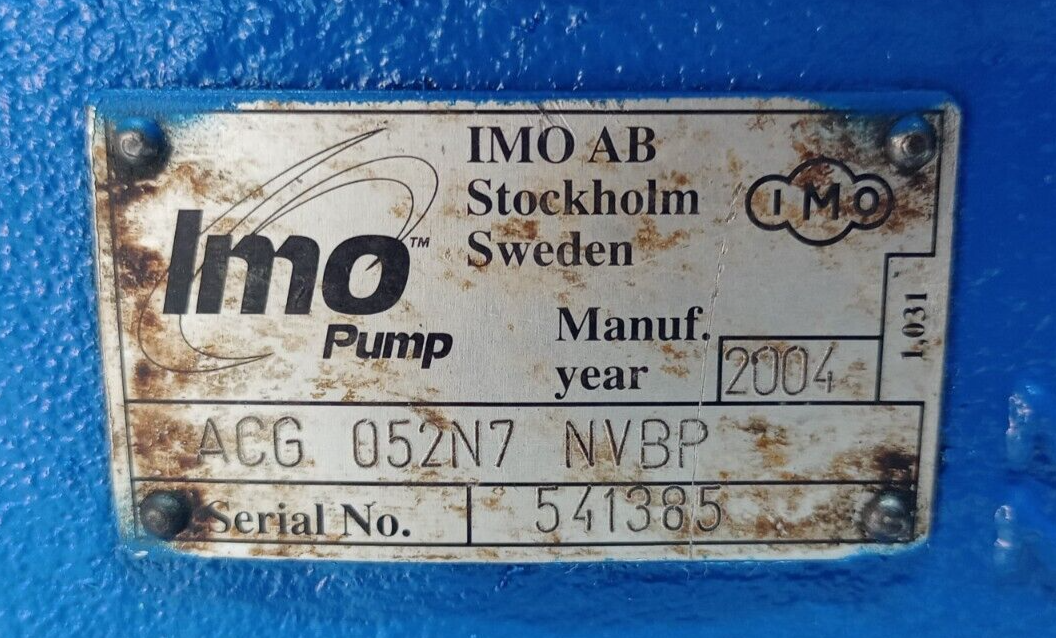 Imo™
Pump
IMO AB
Stockholm
Sweden
IMO
Manuf.
year
2004
1,031
ACG 052N7 NVBP
Serial No. 541385